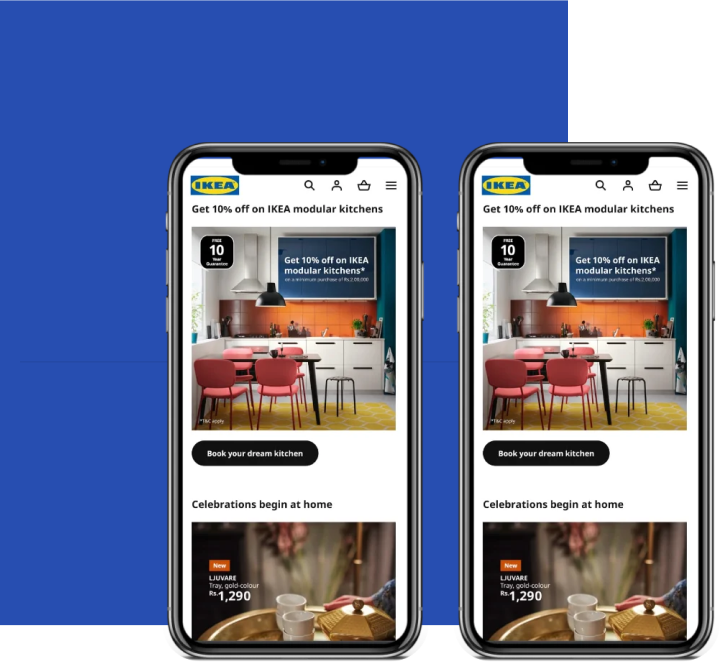 IKEA
Get 10% off on IKEA modular kitchens
FREE
10
Year
Guarantee
Get 10% off on IKEA
modular kitchens*
on a minimum purchase of Rs.2,00,000
*T&C apply
Book your dream kitchen
Celebrations begin at home
New
LJUVARE
Tray, gold-colour
Rs.1,290
IKEA
Get 10% off on IKEA modular kitchens
FREE
10
Year
Guarantee
Get 10% off on IKEA
modular kitchens*
on a minimum purchase of Rs.2,00,000
*T&C apply
Book your dream kitchen
Celebrations begin at home
New
LJUVARE
Tray, gold-colour
Rs.1,290